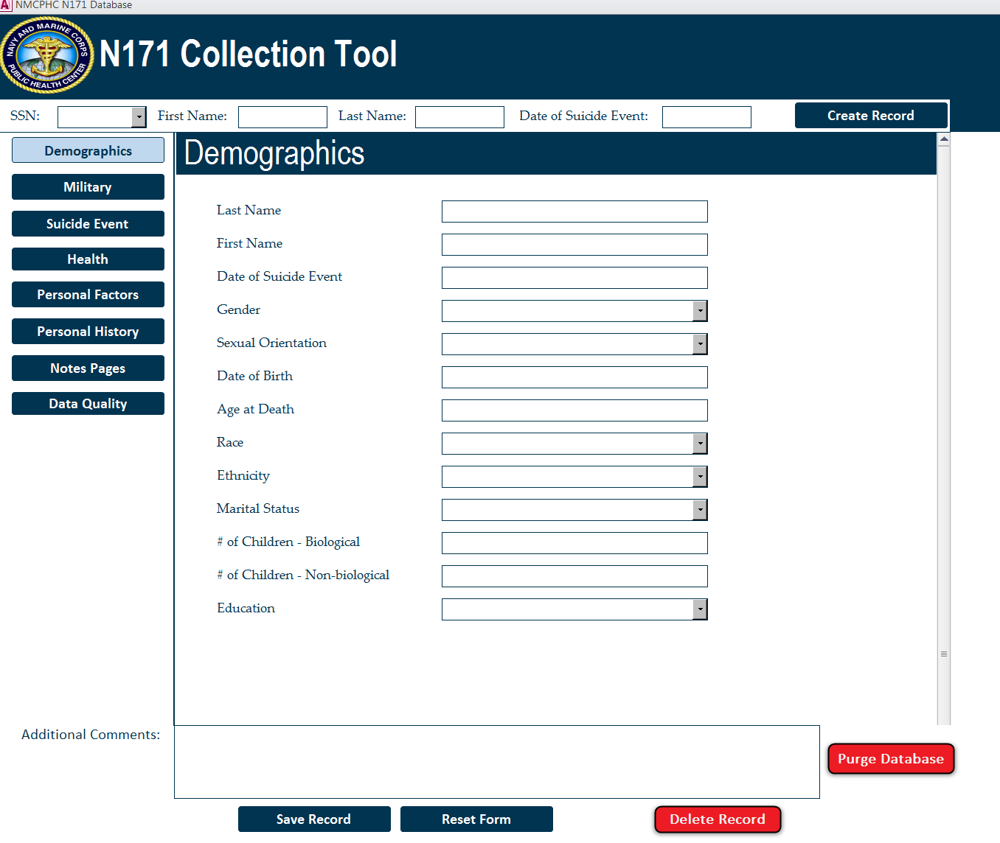 NMCPHC N171 Database
NAVY AND MARINE CORPS
PUBLIC HEALTH CENTER
N171 Collection Tool
SSN: First Name: Last Name: Date of Suicide Event: Create Record
Demographics
Military
Suicide Event
Health
Personal Factors
Personal History
Notes Pages
Data Quality
Demographics
Last Name
First Name
Date of Suicide Event
Gender
Sexual Orientation
Date of Birth
Age at Death
Race
Ethnicity
Marital Status
# of Children - Biological
# of Children - Non-biological
Education
Additional Comments:
Purge Database
Save Record Reset Form Delete Record